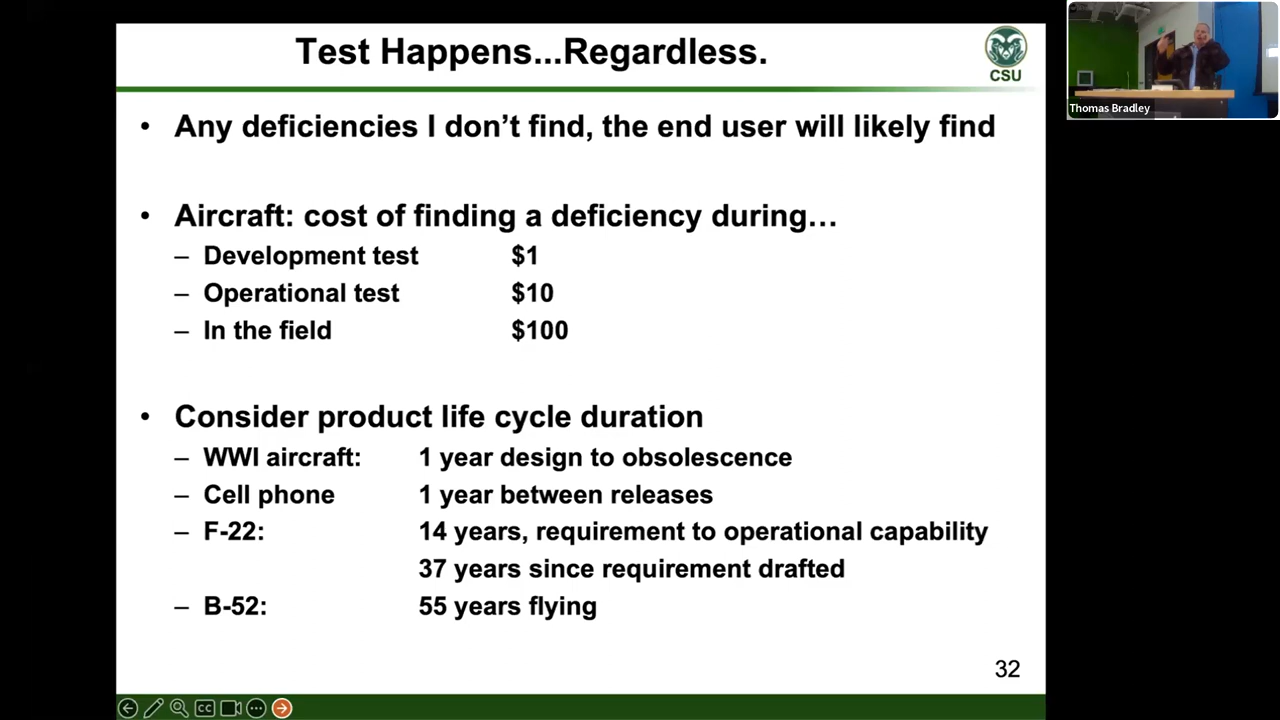 Test Happens...Regardless.
CSU
Thomas Bradley
• Any deficiencies I don’t find, the end user will likely find
• Aircraft: cost of finding a deficiency during…
– Development test $1
– Operational test $10
– In the field $100
• Consider product life cycle duration
– WWI aircraft: 1 year design to obsolescence
– Cell phone 1 year between releases
– F-22: 14 years, requirement to operational capability
37 years since requirement drafted
– B-52: 55 years flying
32
CC